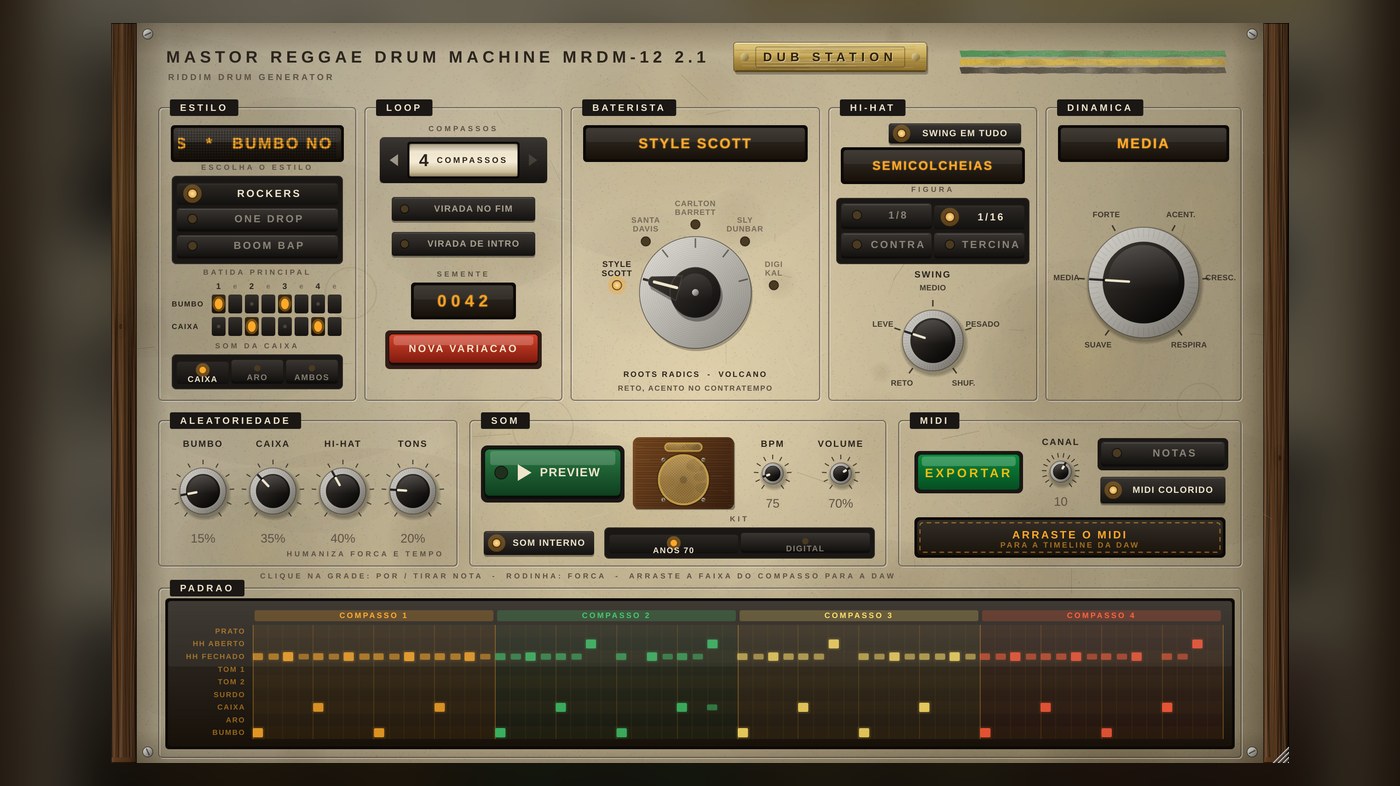 MASTOR REGGAE DRUM MACHINE MRDM-12 2.1
DUB STATION
RIDDIM DRUM GENERATOR
ESTILO
S * BUMBO NO
ESCOLHA O ESTILO
ROCKERS
ONE DROP
BOOM BAP
BATIDA PRINCIPAL
1 e 2 e 3 e 4 e
BUMBO
CAIXA
SOM DA CAIXA
CAIXA
ARO
AMBOS
LOOP
COMPASSOS
4 COMPASSOS
VIRADA NO FIM
VIRADA DE INTRO
SEMENTE
0042
NOVA VARIACAO
BATERISTA
STYLE SCOTT
CARLTON
BARRETT
SANTA
DAVIS
SLY
DUNBAR
STYLE
SCOTT
DIGI
KAL
ROOTS RADICS - VOLCANO
RETO, ACENTO NO CONTRATEMPO
HI-HAT
SWING EM TUDO
SEMICOLCHEIAS
FIGURA
1/8
1/16
CONTRA
TERCINA
SWING
MEDIO
LEVE
PESADO
RETO
SHUF.
DINAMICA
MEDIA
FORTE
ACENT.
MEDIA
CRESC.
SUAVE
RESPIRA
ALEATORIEDADE
BUMBO
CAIXA
HI-HAT
TONS
15%
35%
40%
20%
HUMANIZA FORCA E TEMPO
SOM
PREVIEW
BPM
VOLUME
75
70%
KIT
SOM INTERNO
ANOS 70
DIGITAL
MIDI
EXPORTAR
CANAL
10
NOTAS
MIDI COLORIDO
ARRASTE O MIDI
PARA A TIMELINE DA DAW
CLIQUE NA GRADE: POR / TIRAR NOTA - RODINHA: FORCA - ARRASTE A FAIXA DO COMPASSO PARA A DAW
PADRAO
COMPASSO 1
COMPASSO 2
COMPASSO 3
COMPASSO 4
PRATO
HH ABERTO
HH FECHADO
TOM 1
TOM 2
SURDO
CAIXA
ARO
BUMBO